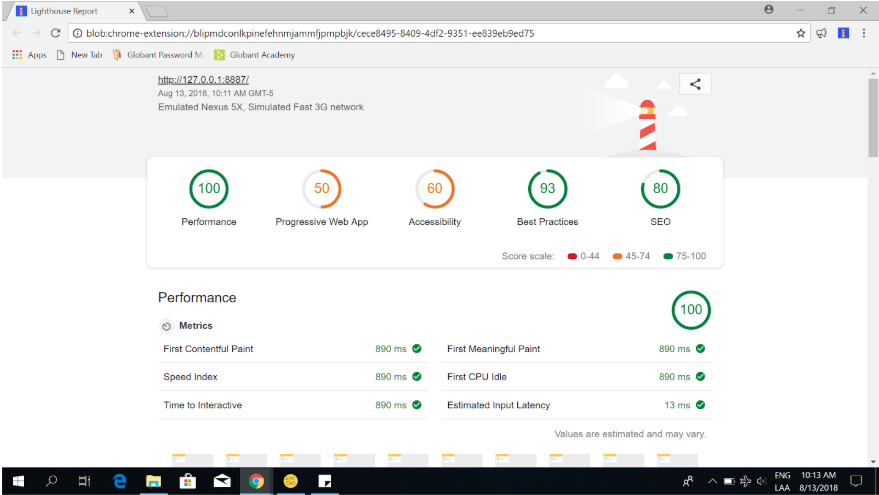 Lighthouse Report
blob:chrome-extension://blipmdconlkpinefehnmjammfjpmpbjk/cece8495-8409-4df2-9351-ee839eb9ed75
Apps New Tab Globant Password M Globant Academy
http://127.0.0.1:8887/
Aug 13, 2018, 10:11 AM GMT-5
Emulated Nexus 5X, Simulated Fast 3G network
100 50 60 93 80
Performance Progressive Web App Accessibility Best Practices SEO
Score scale: 0-44 45-74 75-100
Performance 100
Metrics
First Contentful Paint 890 ms First Meaningful Paint 890 ms
Speed Index 890 ms First CPU Idle 890 ms
Time to Interactive 890 ms Estimated Input Latency 13 ms
Values are estimated and may vary.
ENG 10:13 AM
LAA 8/13/2018